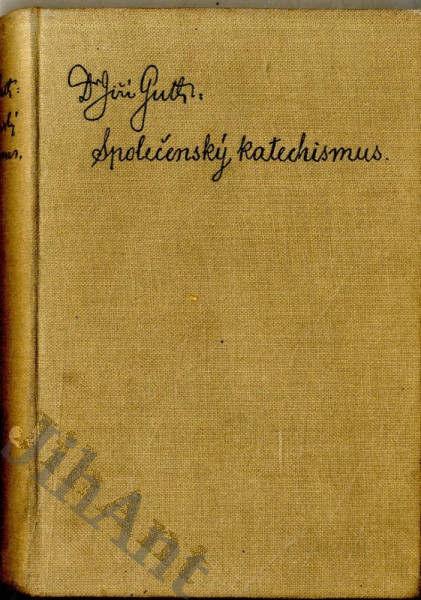 Dr Jiří Guth.
Společenský katechismus.
JihAnt